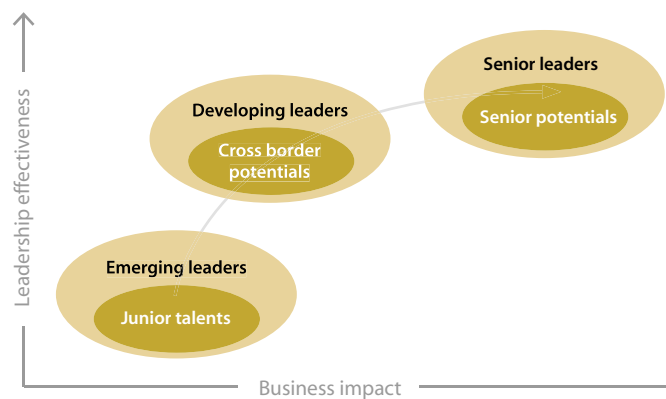 Senior leaders
Senior potentials
Developing leaders
Cross border
potentials
Emerging leaders
Junior talents
Leadership effectiveness
Business impact